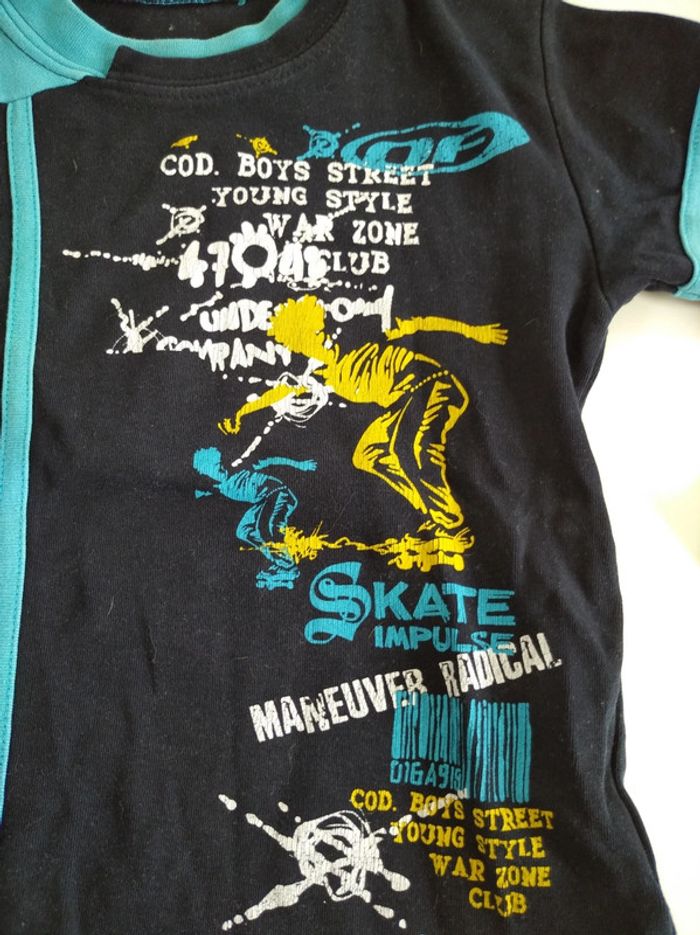 COD. BOYS STREET
YOUNG STYLE
WAR ZONE
CLUB
COMPANY
SKATE
IMPULSE
MANEUVER RADICAL
COD. BOYS STREET
YOUNG STYLE
WAR ZONE
CLUB